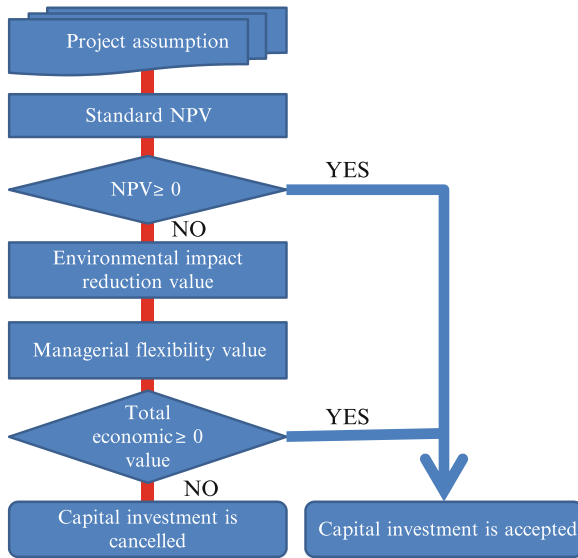 Project assumption
Standard NPV
NPV≥ 0
YES
NO
Environmental impact
reduction value
Managerial flexibility value
Total
economic≥ 0
value
YES
NO
Capital investment is
cancelled
Capital investment is accepted